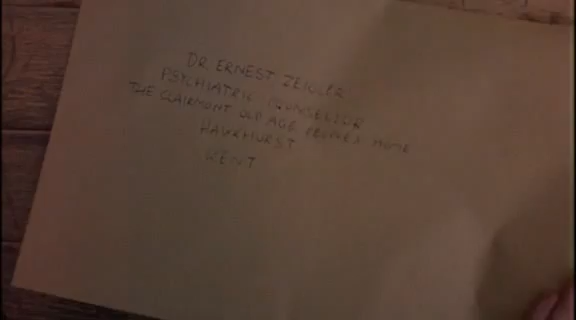 DR ERNEST ZEIGLER
PSYCHIATRIC COUNSELLOR
THE CLAIRMONT OLD AGE PEOPLES HOME
HAWKHURST
KENT